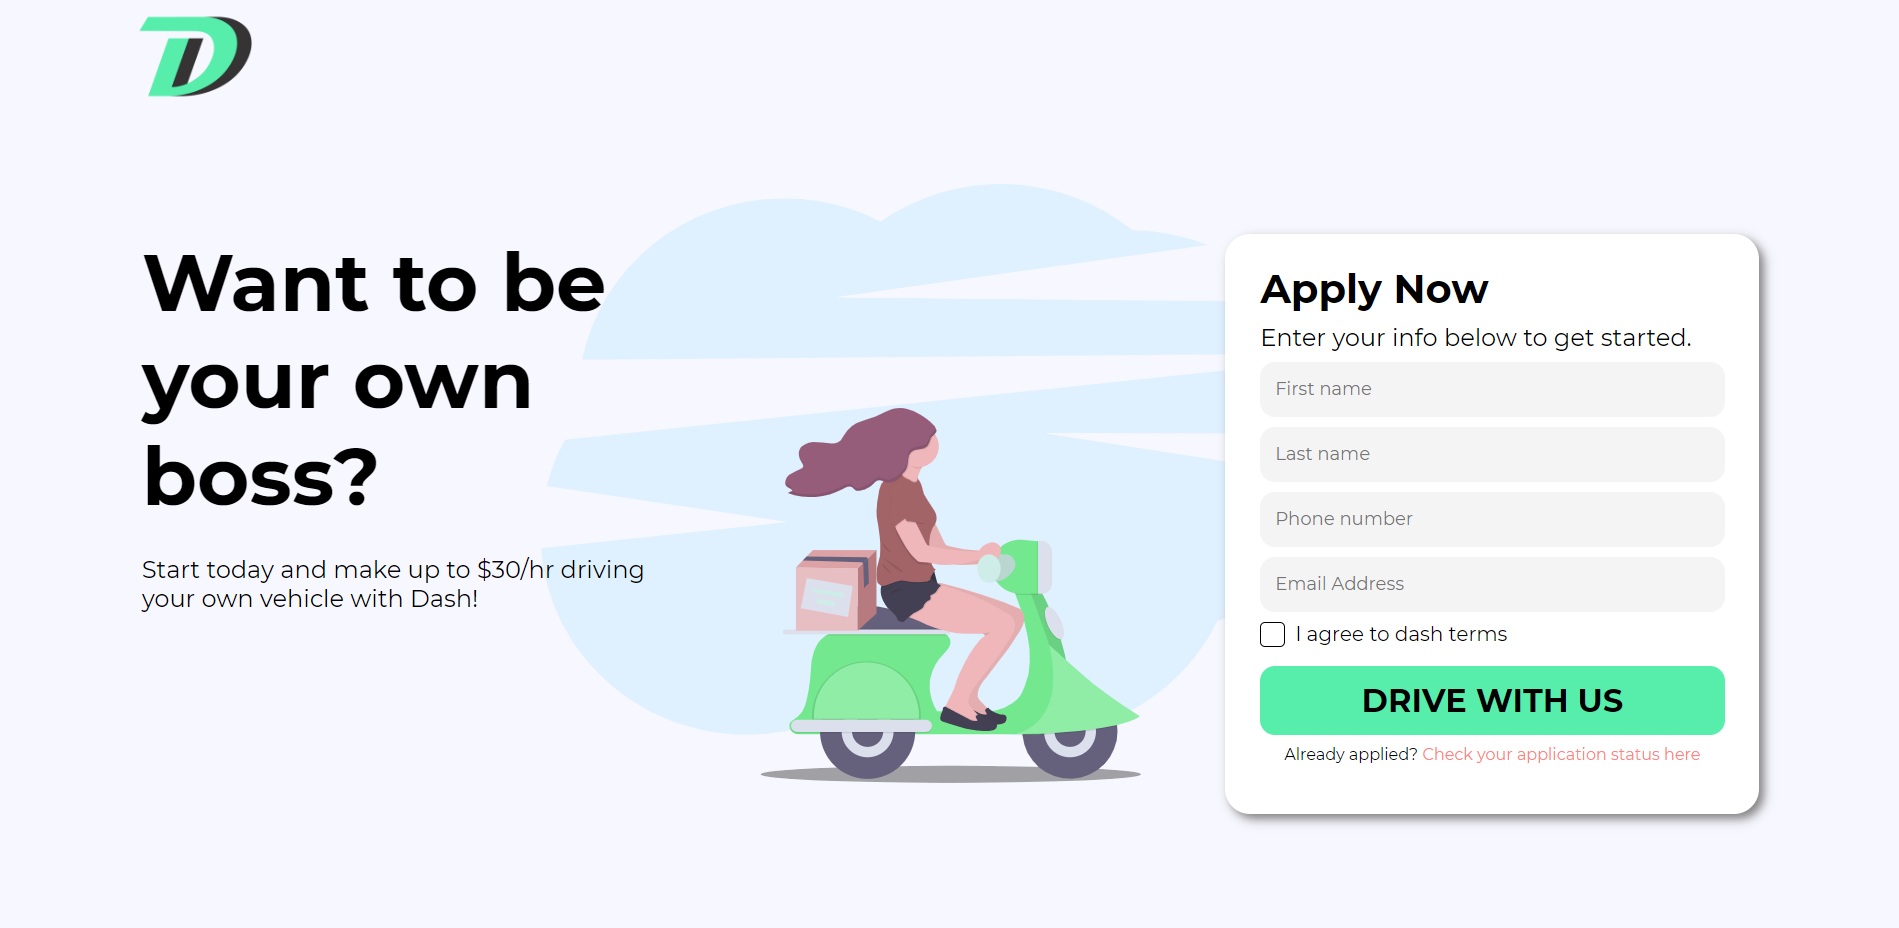 Want to be
your own
boss?
Start today and make up to $30/hr driving
your own vehicle with Dash!
Apply Now
Enter your info below to get started.
First name
Last name
Phone number
Email Address
I agree to dash terms
DRIVE WITH US
Already applied? Check your application status here